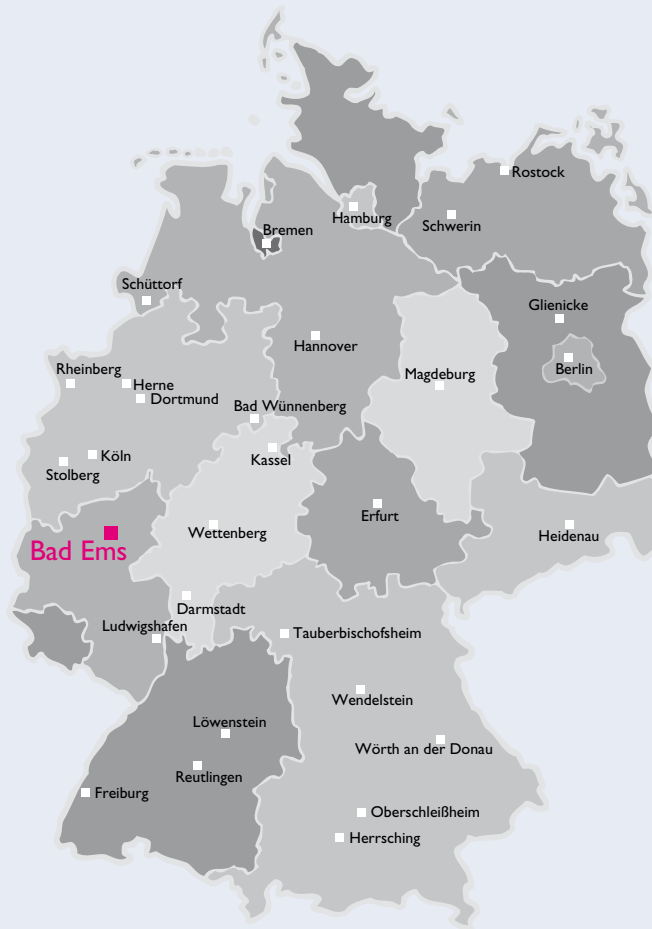 Rostock
Hamburg
Schwerin
Bremen
Schüttorf
Glienicke
Hannover
Rheinberg
Berlin
Magdeburg
Herne
Dortmund
Bad Wünnenberg
Köln
Kassel
Stolberg
Erfurt
Wettenberg
Heidenau
Bad Ems
Darmstadt
Ludwigshafen
Tauberbischofsheim
Wendelstein
Löwenstein
Wörth an der Donau
Reutlingen
Freiburg
Oberschleißheim
Herrsching